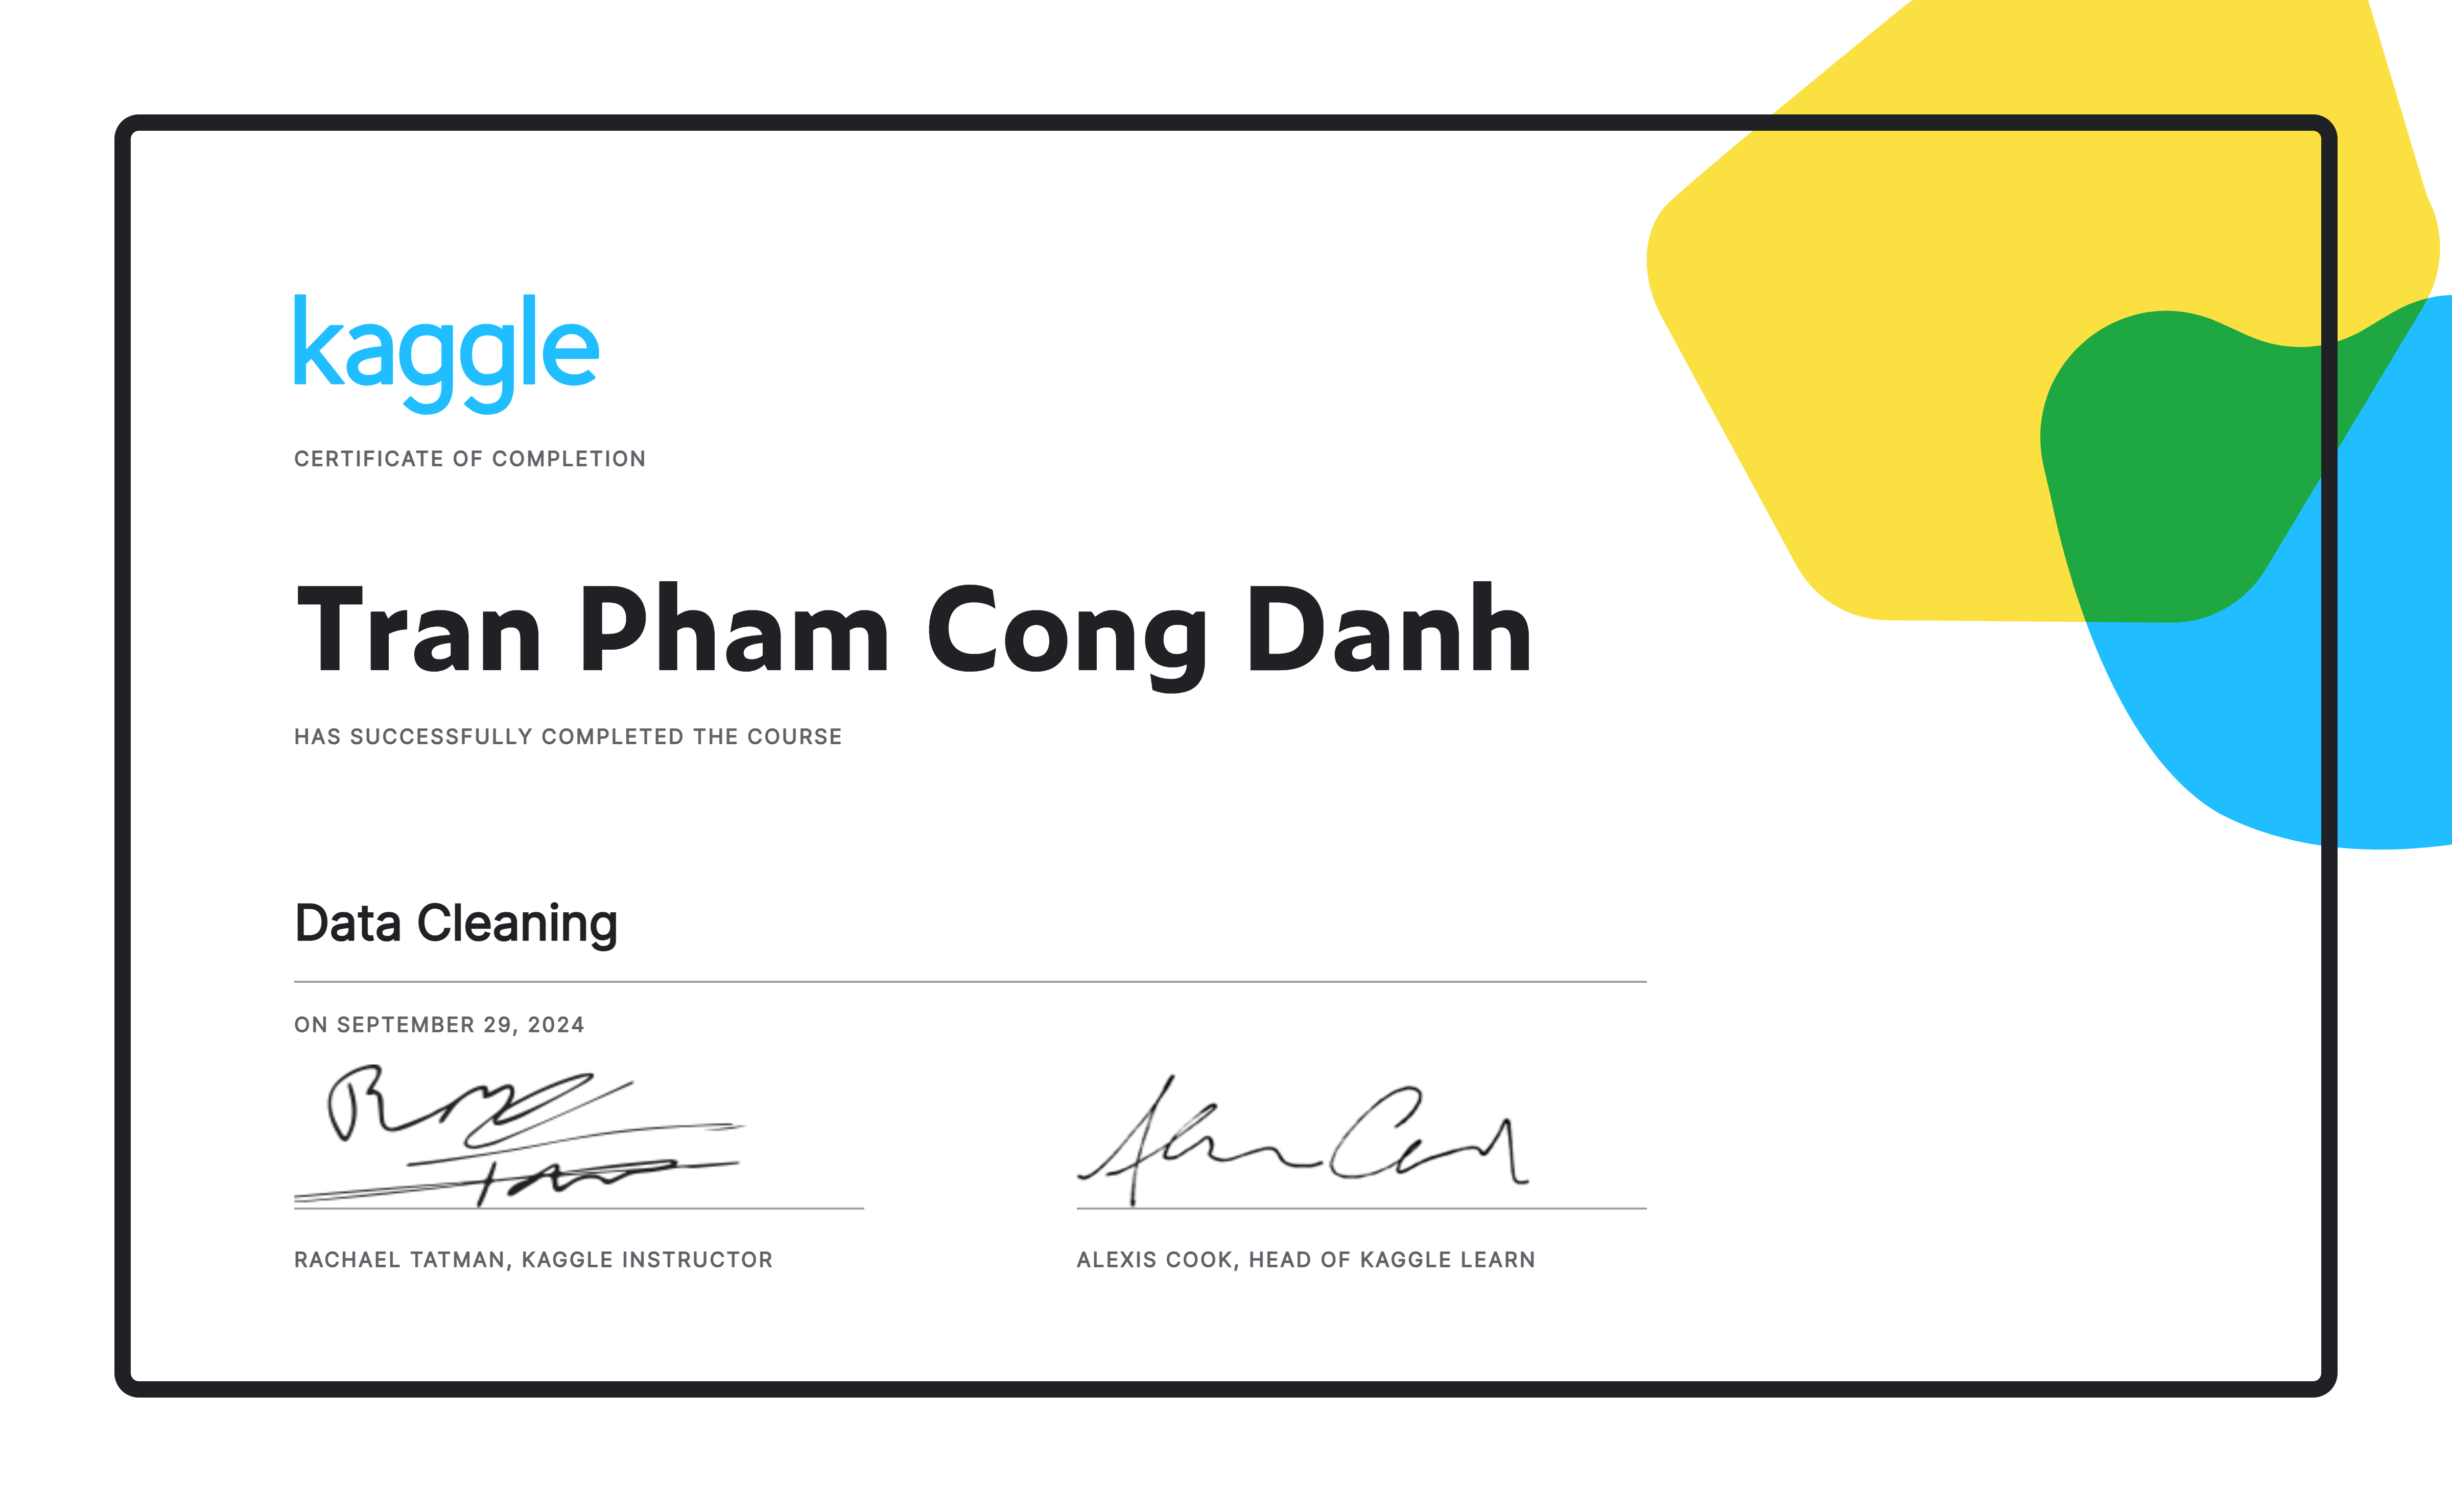 kaggle
CERTIFICATE OF COMPLETION
Tran Pham Cong Danh
HAS SUCCESSFULLY COMPLETED THE COURSE
Data Cleaning
ON SEPTEMBER 29, 2024
RACHAEL TATMAN, KAGGLE INSTRUCTOR
ALEXIS COOK, HEAD OF KAGGLE LEARN